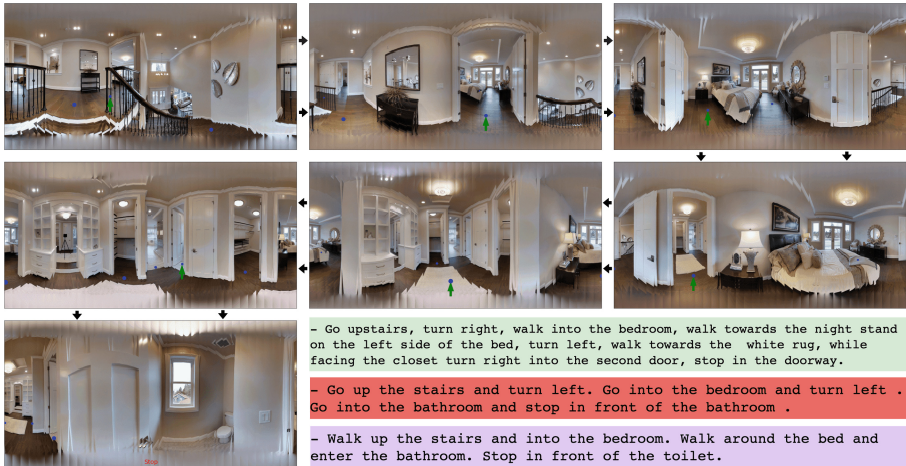 – Go upstairs, turn right, walk into the bedroom, walk towards the night stand
on the left side of the bed, turn left, walk towards the  white rug, while
facing the closet turn right into the second door, stop in the doorway.
– Go up the stairs and turn left. Go into the bedroom and turn left .
Go into the bathroom and stop in front of the bathroom .
– Walk up the stairs and into the bedroom. Walk around the bed and
enter the bathroom. Stop in front of the toilet.
Stop